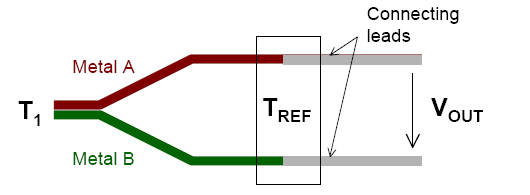 Connecting
leads
Metal A
T1
TREF
VOUT
Metal B